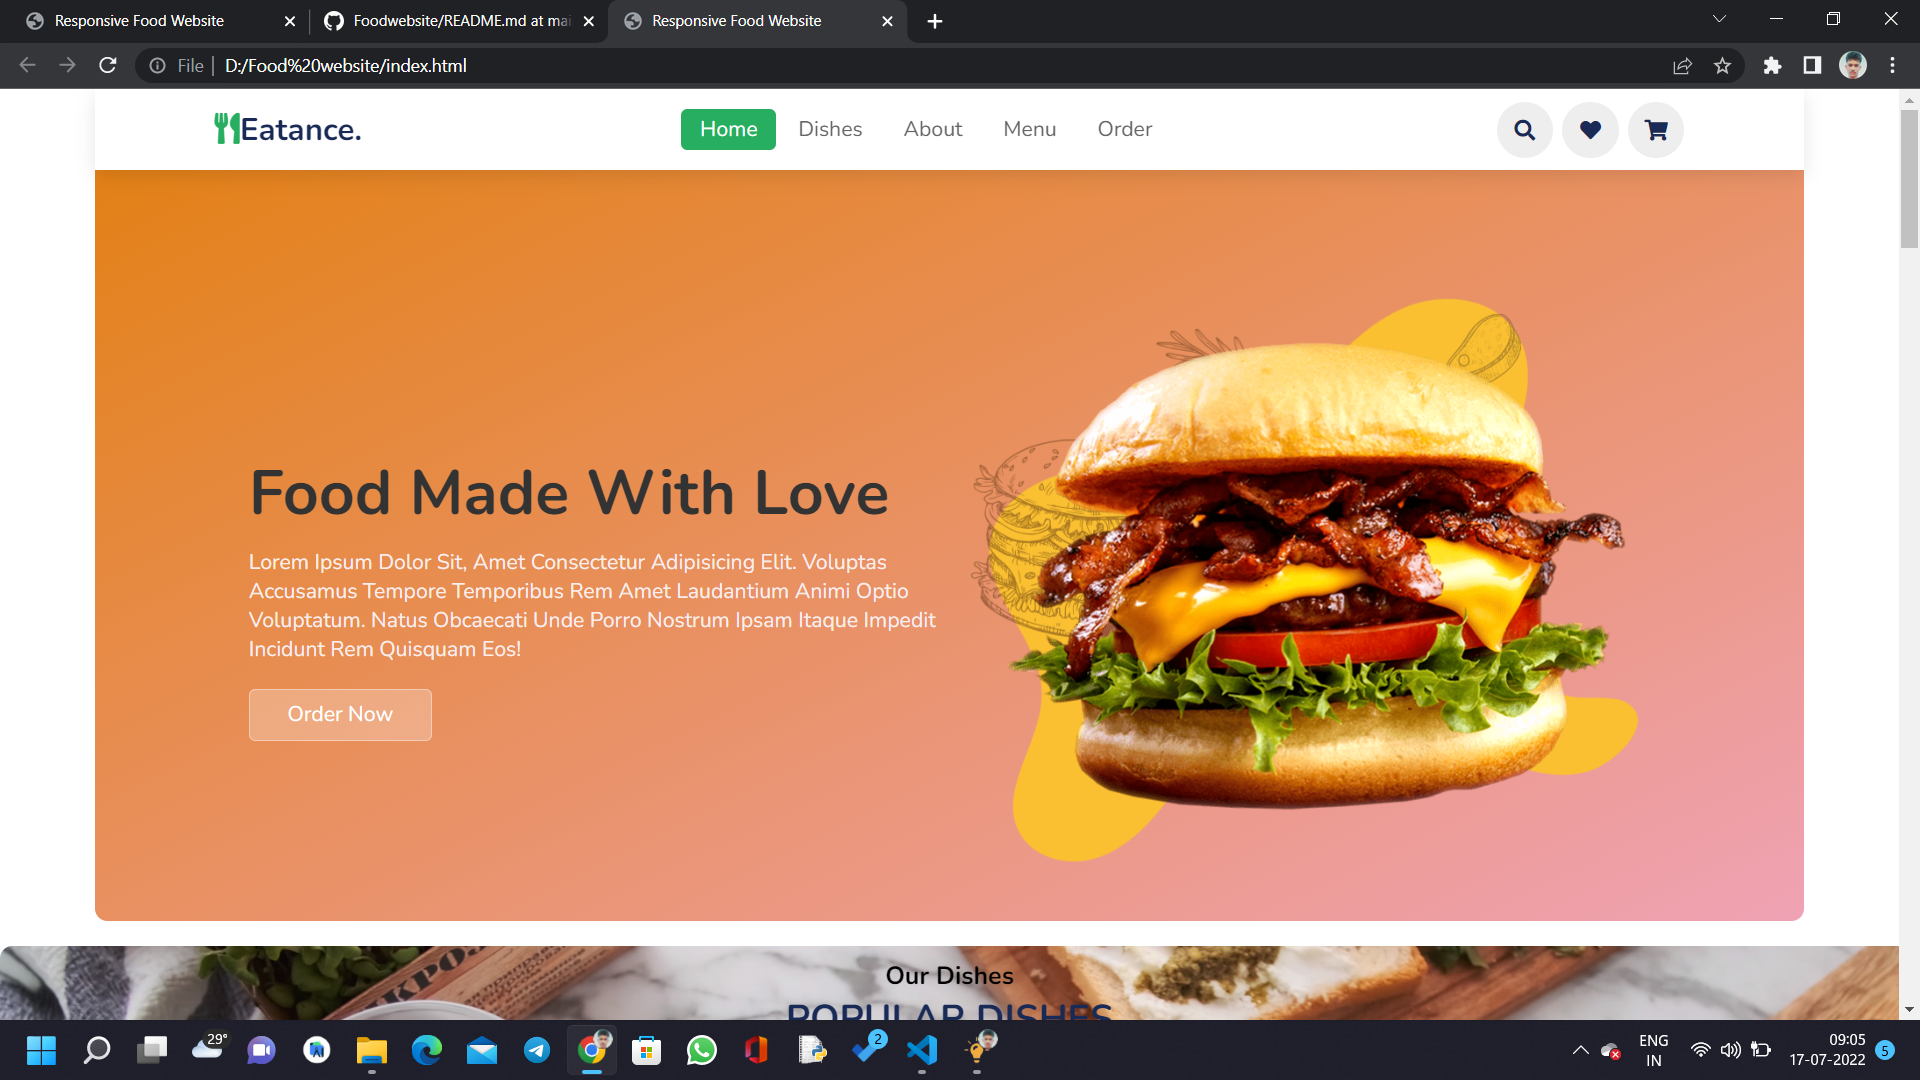 Responsive Food Website
Foodwebsite/README.md at mai
Responsive Food Website
File
D:/Food%20website/index.html
Eatance.
Home
Dishes
About
Menu
Order
Food Made With Love
Lorem Ipsum Dolor Sit, Amet Consectetur Adipisicing Elit. Voluptas
Accusamus Tempore Temporibus Rem Amet Laudantium Animi Optio
Voluptatum. Natus Obcaecati Unde Porro Nostrum Ipsam Itaque Impedit
Incidunt Rem Quisquam Eos!
Order Now
Our Dishes
POPULAR DISHES
29°
2
ENG
IN
09:05
17-07-2022
5